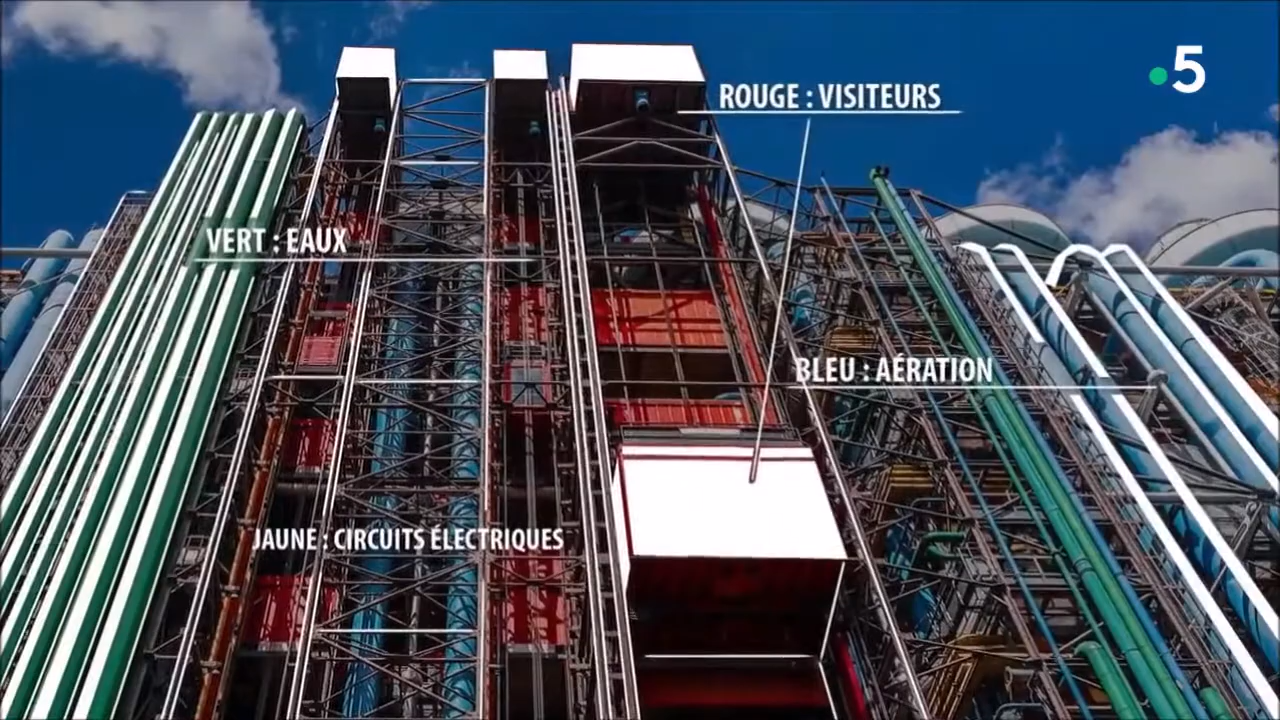 5
ROUGE : VISITEURS
VERT : EAUX
BLEU : AÉRATION
JAUNE : CIRCUITS ÉLECTRIQUES